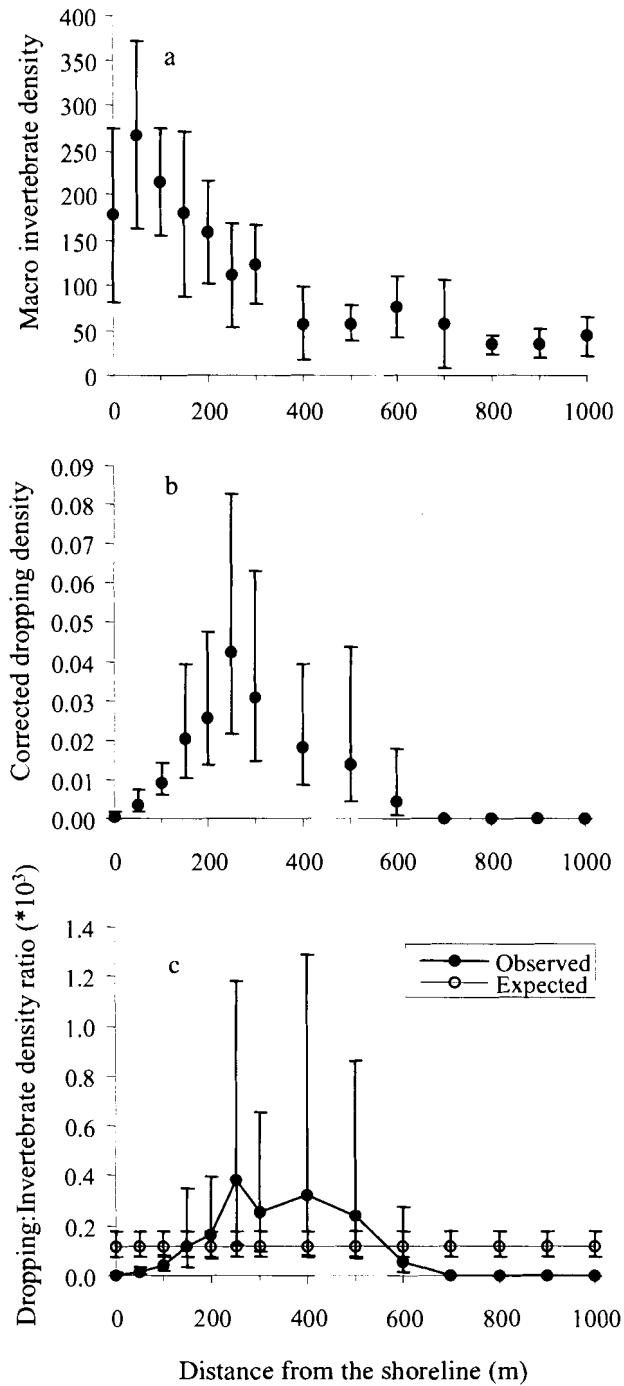 400
a
350
300
250
200
150
100
50
0
Macro invertebrate density
0 200 400 600 800 1000
0.09
b
0.08
0.07
0.06
0.05
0.04
0.03
0.02
0.01
0.00
Corrected dropping density
0 200 400 600 800 1000
1.4
c
Observed
Expected
1.2
1.0
0.8
0.6
0.4
0.2
0.0
Dropping:Invertebrate density ratio (*10³)
0 200 400 600 800 1000
Distance from the shoreline (m)